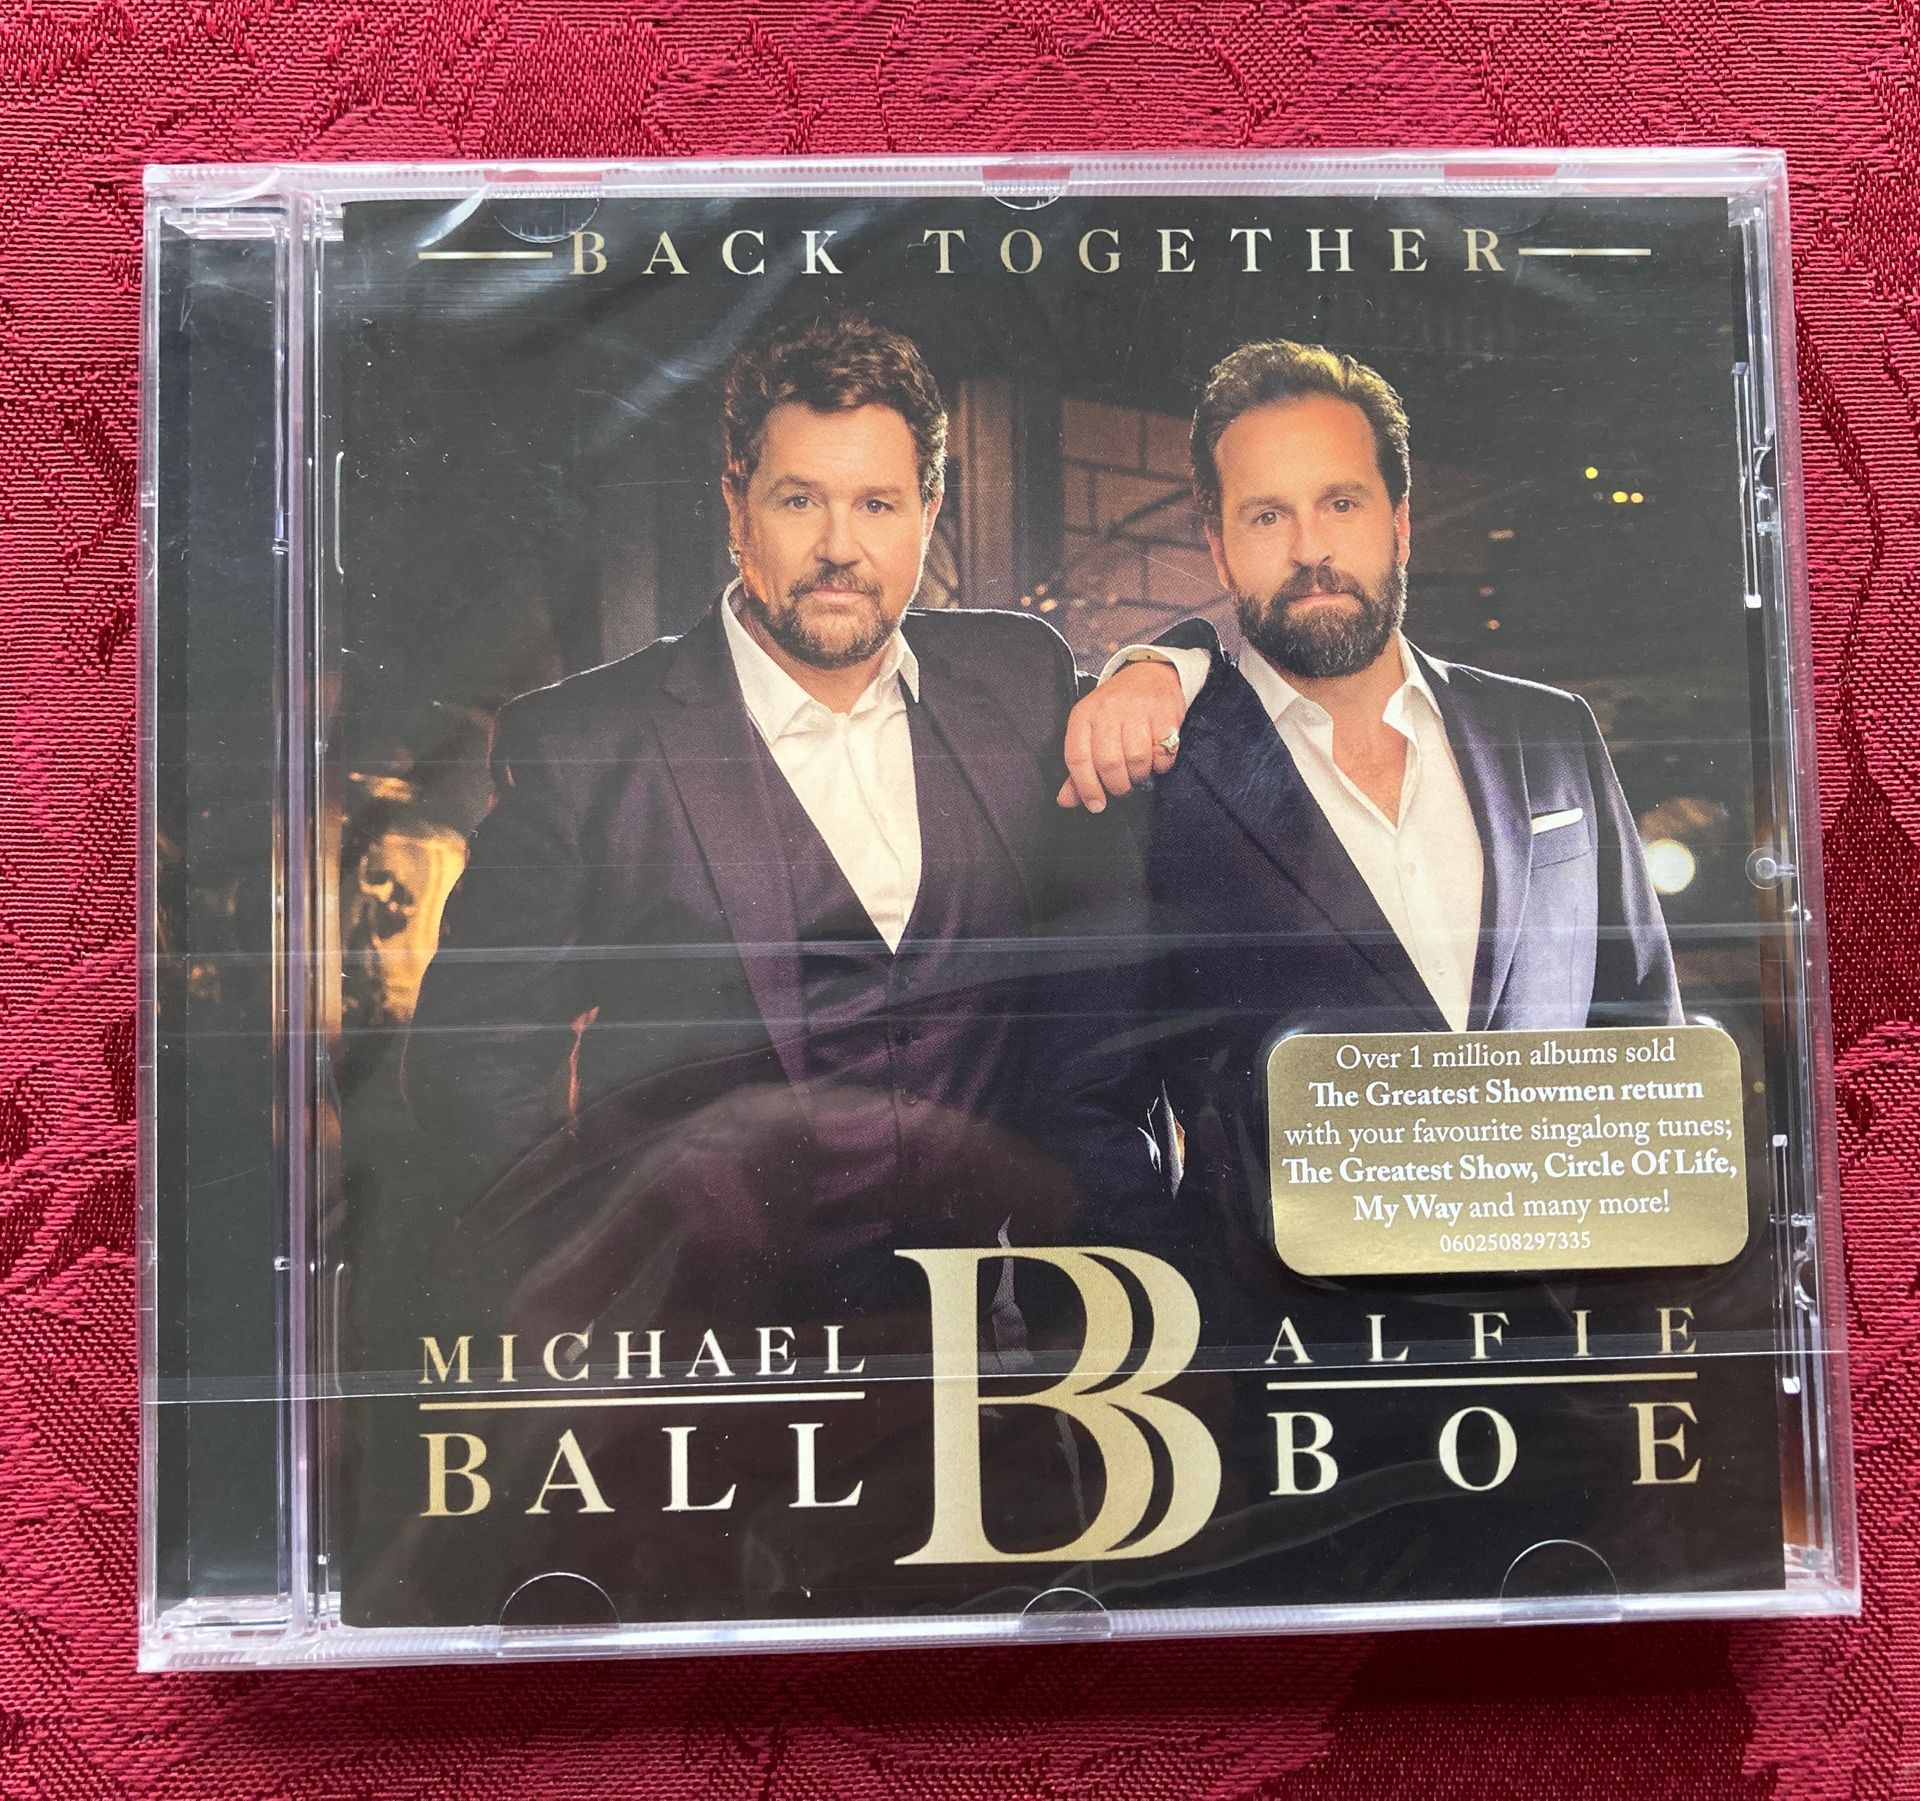 BACK TOGETHER
Over 1 million albums sold
The Greatest Showmen return
with your favourite singalong tunes;
The Greatest Show, Circle Of Life,
My Way and many more!
0602508297335
MICHAEL
BALL
BB
ALFIE
BOE